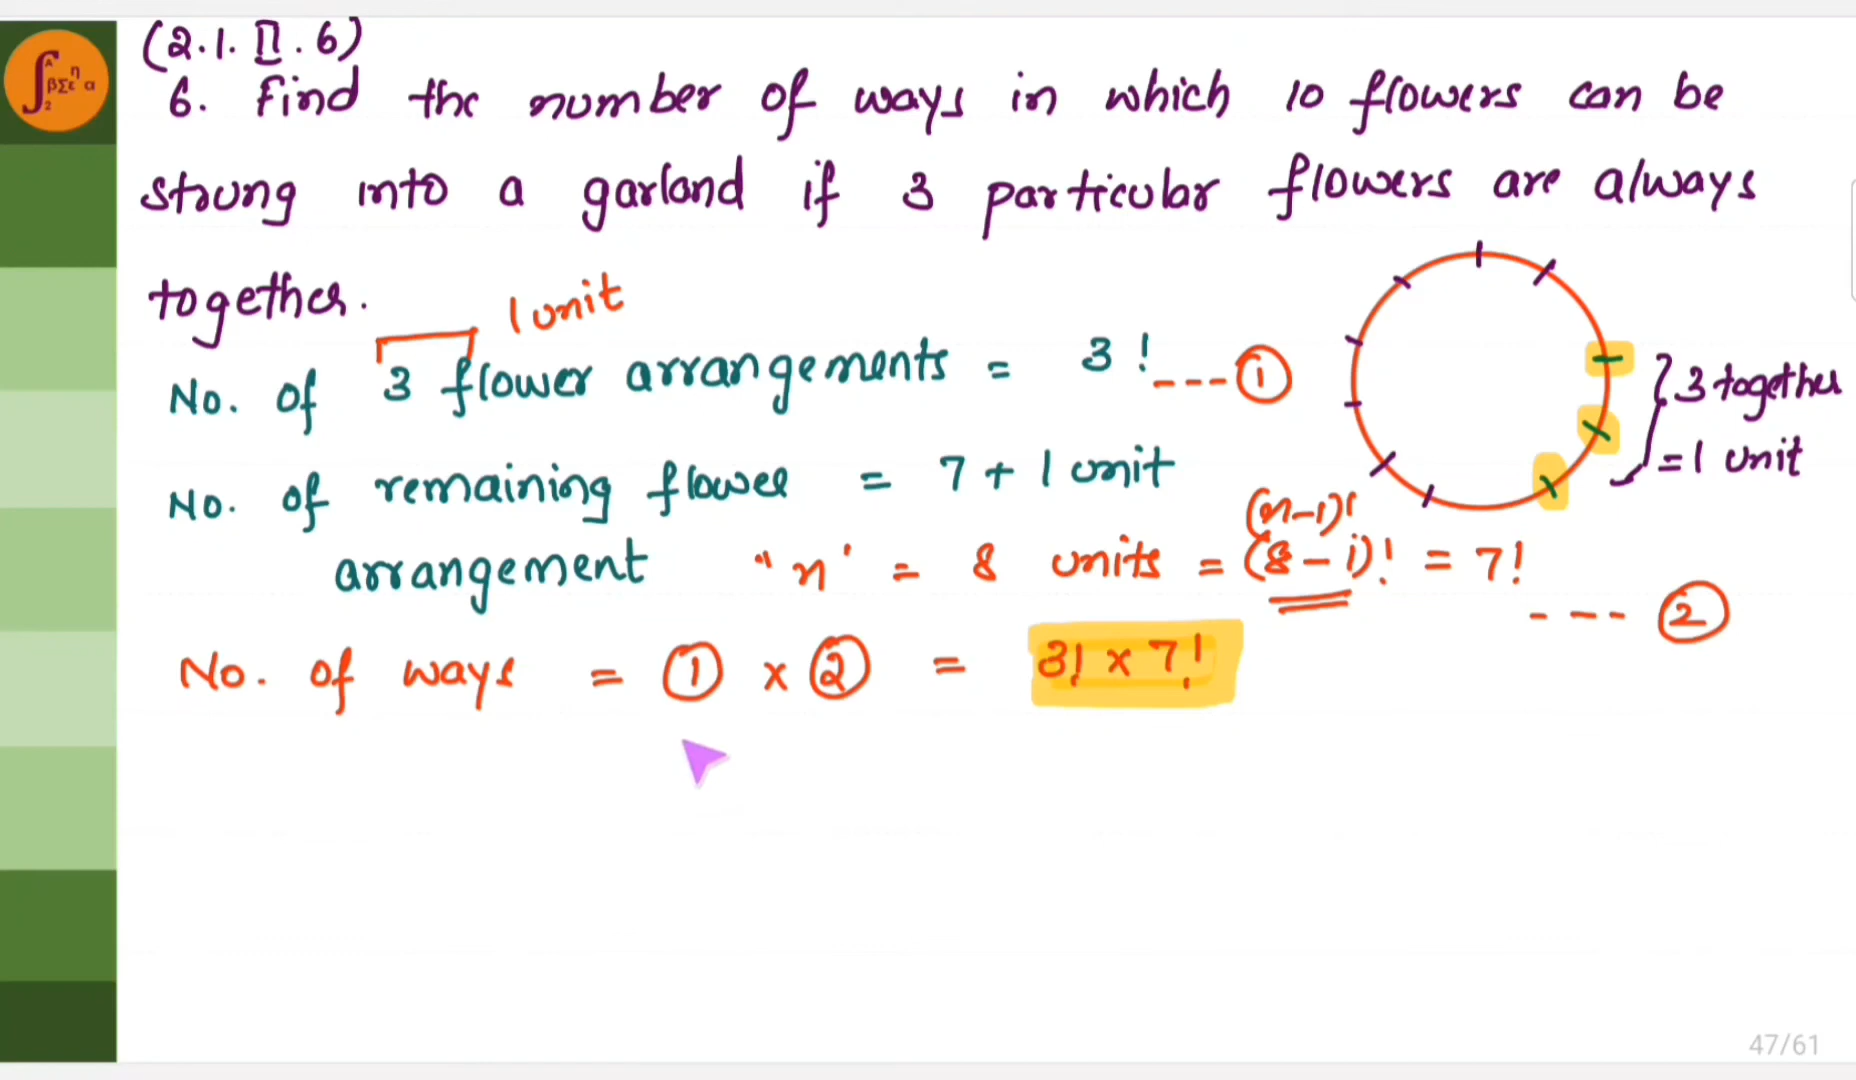 (2.1. II . 6)
6. Find the number of ways in which 10 flowers can be
strung into a garland if 3 particular flowers are always
together.
1 unit
No. of 3 flower arrangements = 3! ---- ①
3 together
= 1 unit
No. of remaining flower = 7 + 1 unit
(n-1)!
arrangement "n" = 8 units = (8-1)! = 7!
--- ②
No. of ways = ① x ② = 3! x 7!
47/61